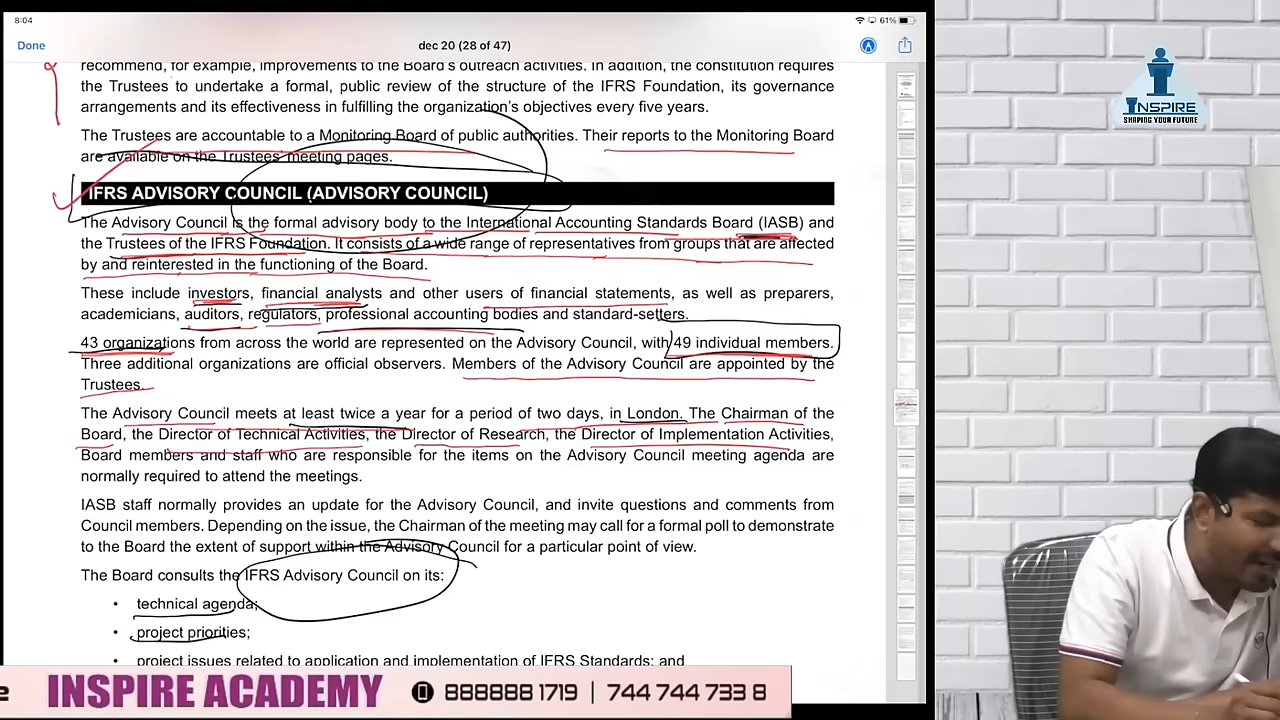 8:04
61%
Done
dec 20 (28 of 47)
recommend, for example, improvements to the Board outreach activities. In addition, the constitution requires
the Trustees to undertake a formal, public review of the structure of the IFRS Foundation, its governance
arrangements and its effectiveness in fulfilling the organization's objectives every five years.
The Trustees are accountable to a Monitoring Board of public authorities. Their reports to the Monitoring Board
are available on the Trustees' meeting pages.
IFRS ADVISORY COUNCIL (ADVISORY COUNCIL)
The Advisory Council is the formal advisory body to the International Accounting Standards Board (IASB) and
the Trustees of the IFRS Foundation. It consists of a wide range of representatives from groups that are affected
by and reinterested in the functioning of the Board.
These include investors, financial analysts and other users of financial statements, as well as preparers,
academicians, auditors, regulators, professional accounting bodies and standard-setters.
43 organizations from across the world are represented on the Advisory Council, with 49 individual members.
Three additional organizations are official observers. Members of the Advisory Council are appointed by the
Trustees.
The Advisory Council meets at least twice a year for a period of two days, in London. The Chairman of the
Board, the Director of Technical Activities, the Director of Research, the Director of Implementation Activities,
Board members and staff who are responsible for the items on the Advisory Council meeting agenda are
normally required to attend the meetings.
IASB staff normally provides an update for the Advisory Council, and invite questions and comments from
Council members. Depending on the issue, the Chairman of the meeting may call for a formal poll to demonstrate
to the Board the extent of support within the Advisory Council for a particular point of view.
The Board consults the IFRS Advisory Council on its:
• technical agenda;
• project priorities;
• project issues related to application and implementation of IFRS Standards; and
INSPIRE
SHAPING YOUR FUTURE
e INSPIRE ACADEMY 888888 1719 | 744 744 733 8